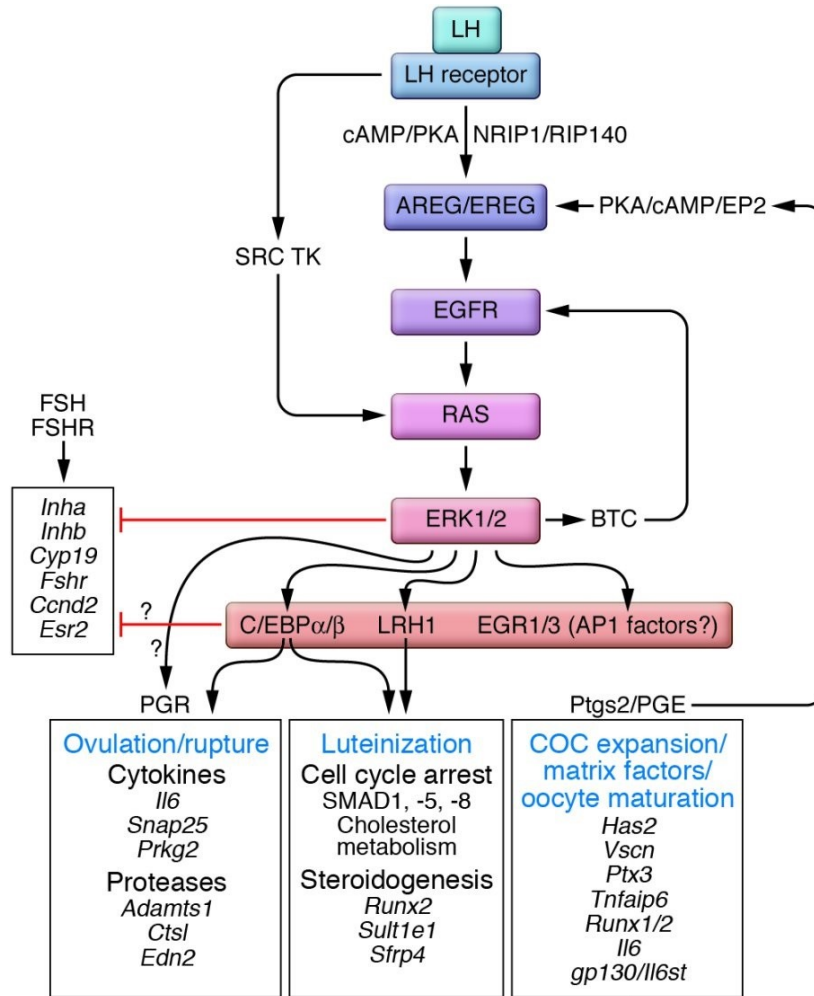 LH
LH receptor
cAMP/PKA NRIP1/RIP140
AREG/EREG
PKA/cAMP/EP2
SRC TK
EGFR
FSH
FSHR
RAS
Inha
Inhb
Cyp19
Fshr
Ccnd2
Esr2
ERK1/2
BTC
?
?
C/EBPα/β LRH1 EGR1/3 (AP1 factors?)
PGR
Ptgs2/PGE
Ovulation/rupture
Cytokines
Il6
Snap25
Prkg2
Proteases
Adamts1
Ctsl
Edn2
Luteinization
Cell cycle arrest
SMAD1, -5, -8
Cholesterol
metabolism
Steroidogenesis
Runx2
Sult1e1
Sfrp4
COC expansion/
matrix factors/
oocyte maturation
Has2
Vscn
Ptx3
Tnfaip6
Runx1/2
Il6
gp130/Il6st